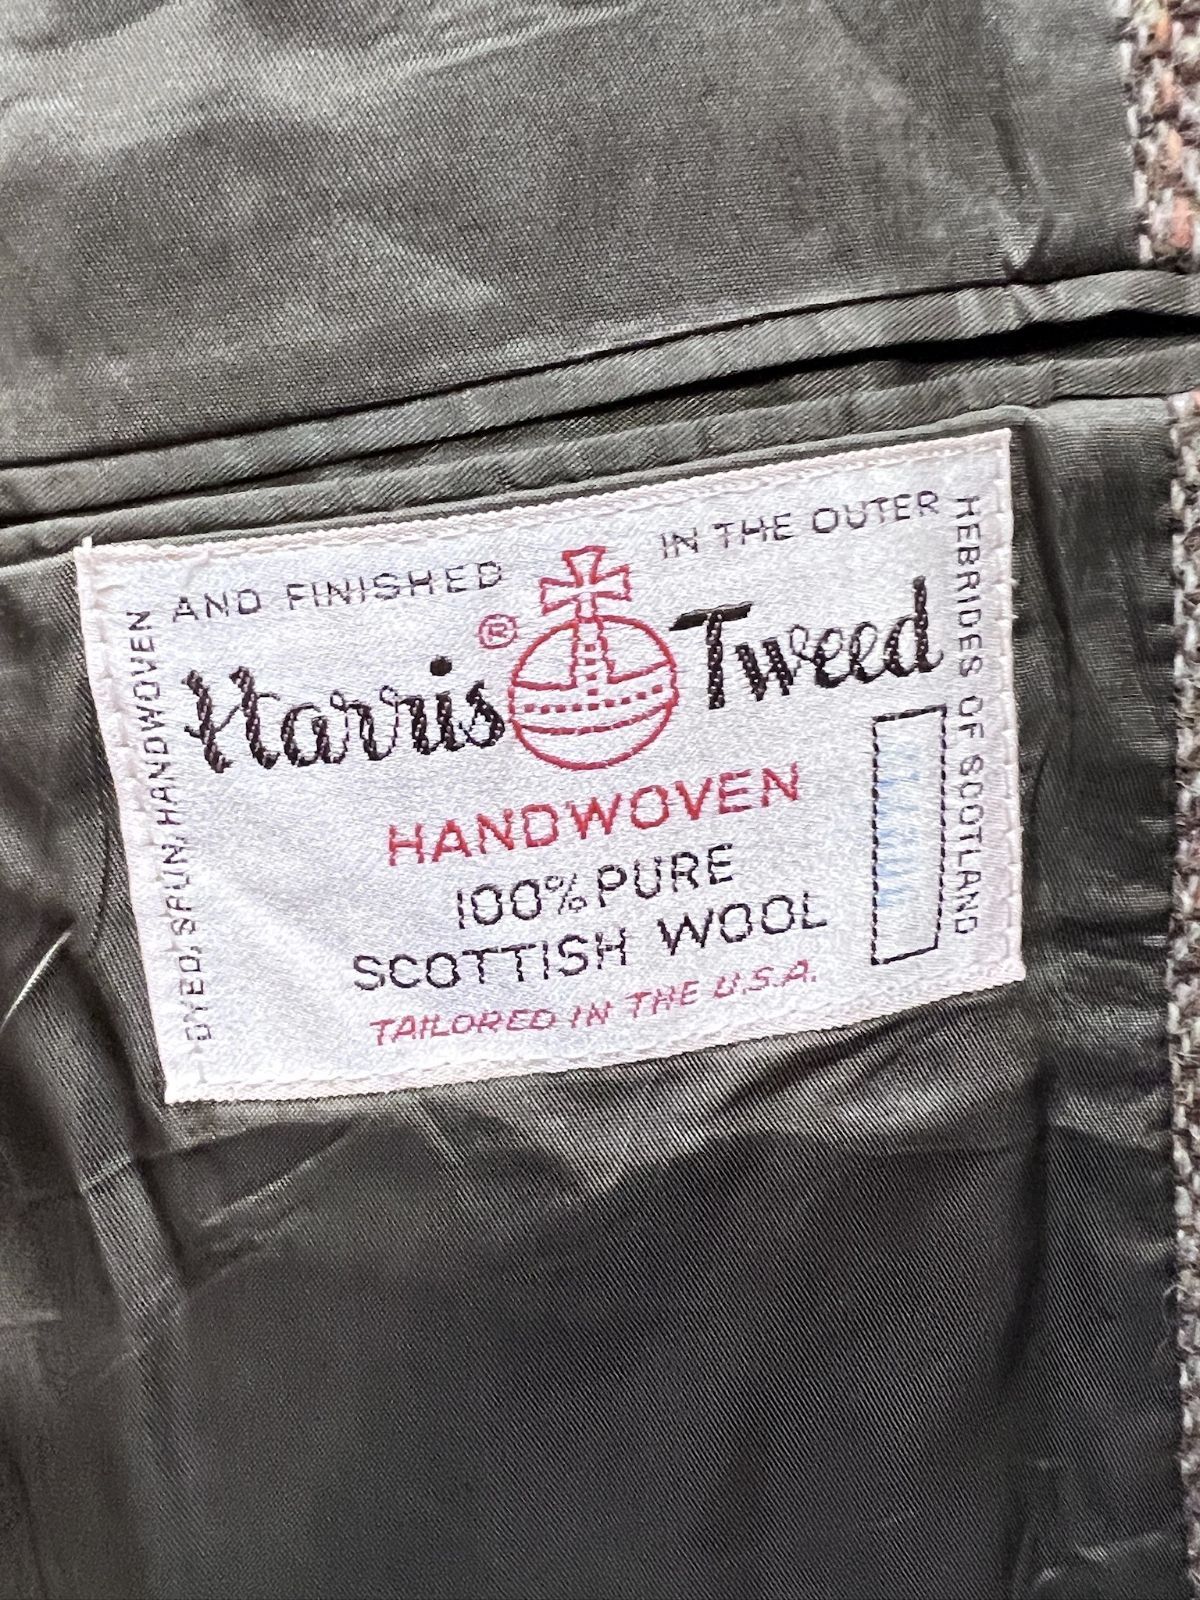 DYED, SPUN, HANDWOVEN
AND FINISHED
IN THE OUTER
HEBRIDES OF SCOTLAND
Harris ® Tweed
HANDWOVEN
100% PURE
SCOTTISH WOOL
TAILORED IN THE U.S.A.